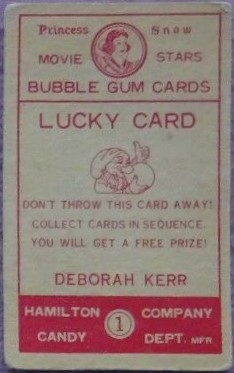 Princess Snow
MOVIE STARS
BUBBLE GUM CARDS
LUCKY CARD
DON'T THROW THIS CARD AWAY!
COLLECT CARDS IN SEQUENCE.
YOU WILL GET A FREE PRIZE!
DEBORAH KERR
HAMILTON 1 COMPANY
CANDY DEPT. MFR